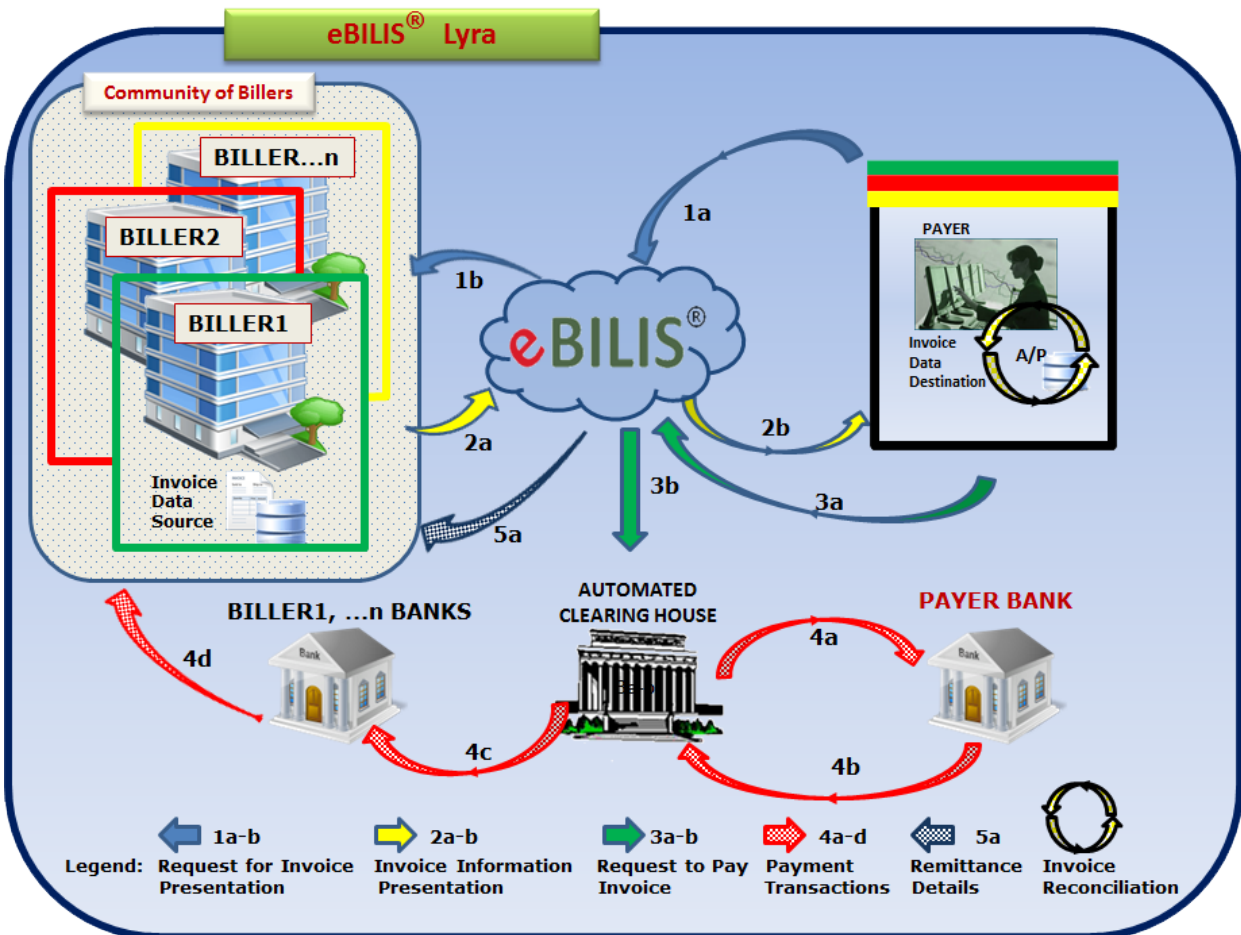 eBILIS® Lyra
Community of Billers
BILLER...n
BILLER2
BILLER1
Invoice
Data
Source
1a
1b
eBILIS®
2a
2b
3a
3b
5a
PAYER
Invoice
Data
Destination
A/P
BILLER1, ...n BANKS
Bank
AUTOMATED
CLEARING HOUSE
PAYER BANK
Bank
4a
4b
4c
4d
1a-b
2a-b
3a-b
4a-d
5a
Legend:
Request for Invoice
Presentation
Invoice Information
Presentation
Request to Pay
Invoice
Payment
Transactions
Remittance
Details
Invoice
Reconciliation